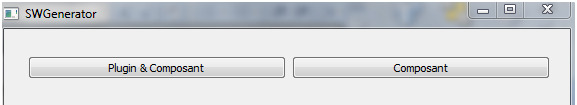 SWGenerator
Plugin & Composant
Composant